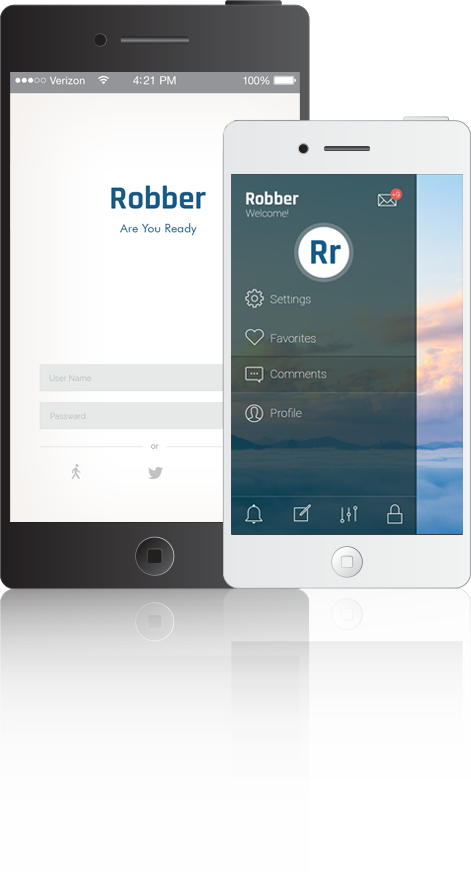 Verizon 4:21 PM 100%
Robber
Are You Ready
User Name
Passward
or
Robber
Welcome!
+9
Rr
Settings
Favorites
Comments
Profile